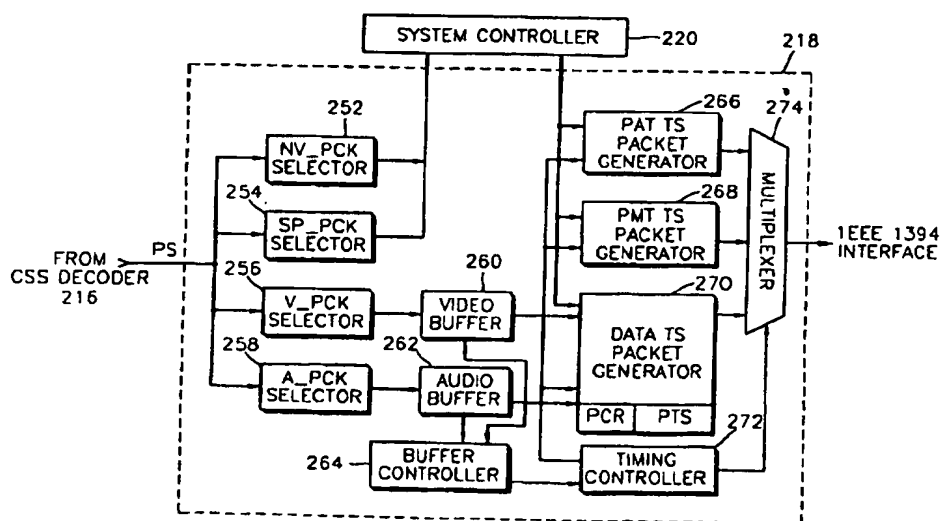 SYSTEM CONTROLLER
220
218
252
NV_PCK
SELECTOR
254
SP_PCK
SELECTOR
FROM
CSS DECODER
216
PS
256
V_PCK
SELECTOR
258
A_PCK
SELECTOR
260
VIDEO
BUFFER
262
AUDIO
BUFFER
264
BUFFER
CONTROLLER
266
PAT TS
PACKET
GENERATOR
268
PMT TS
PACKET
GENERATOR
270
DATA TS
PACKET
GENERATOR
PCR
PTS
272
TIMING
CONTROLLER
274
MULTIPLEXER
IEEE 1394
INTERFACE